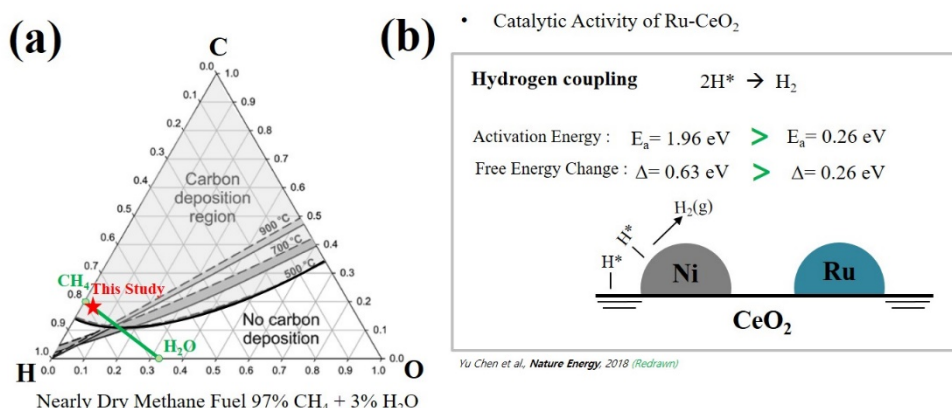 (a)
C
0.0 1.0
0.1 0.9
0.2 0.8
0.3 0.7
0.4 0.6
Carbon
deposition
region
0.5 0.5
900 °C
0.6 0.4
700 °C
0.7 0.3
500 °C
CH₄
0.8 This Study 0.2
0.9 No carbon
deposition 0.1
H₂O
1.0 0.0
H O
0.0 0.1 0.2 0.3 0.4 0.5 0.6 0.7 0.8 0.9 1.0
Nearly Dry Methane Fuel 97% CH₄ + 3% H₂O
(b)
• Catalytic Activity of Ru-CeO₂
Hydrogen coupling 2H* → H₂
Activation Energy : Eₐ= 1.96 eV > Eₐ= 0.26 eV
Free Energy Change : Δ= 0.63 eV > Δ= 0.26 eV
H₂(g)
H*
H*
Ni Ru
CeO₂
Yu Chen et al., Nature Energy, 2018 (Redrawn)